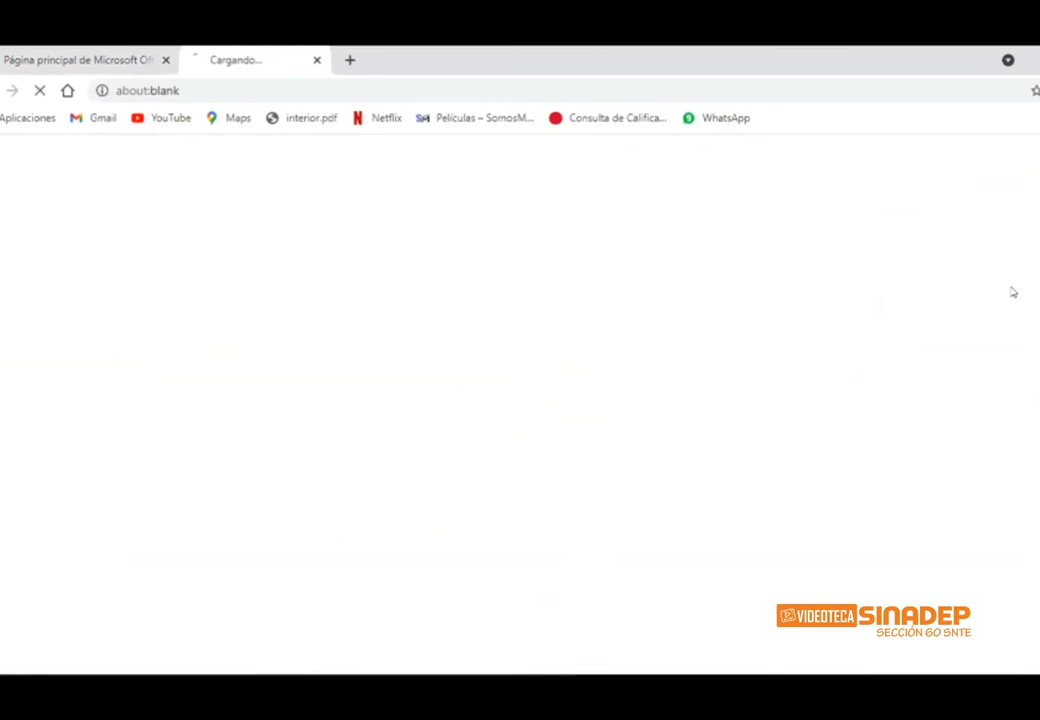 Página principal de Microsoft Of
Cargando...
about:blank
Aplicaciones
Gmail
YouTube
Maps
interior.pdf
Netflix
Películas – SomosM...
Consulta de Califica...
WhatsApp
VIDEOTECA SINADEP
SECCIÓN 60 SNTE